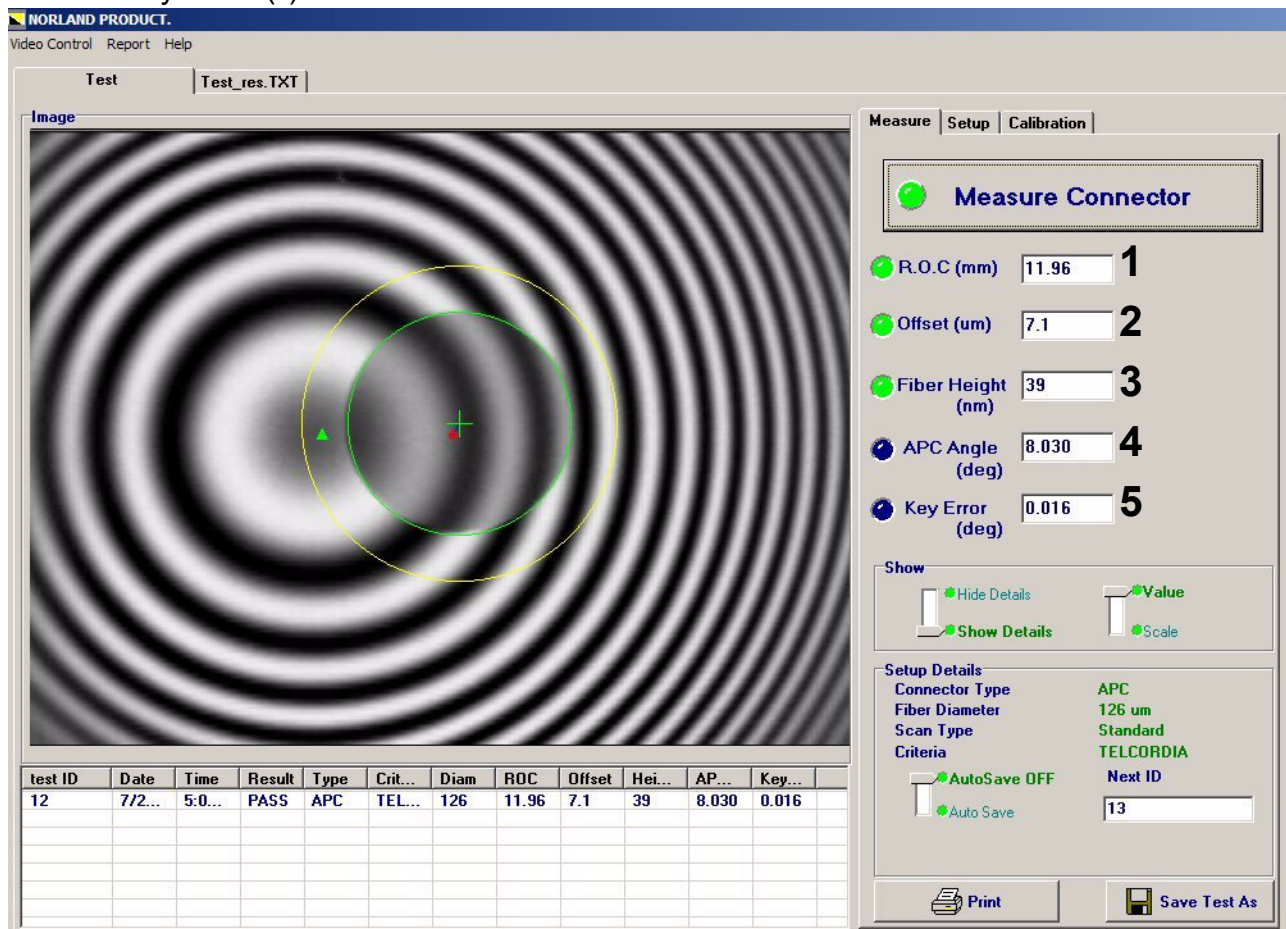 NORLAND PRODUCT.
Video Control Report Help
Test Test_res.TXT
Image
Measure Setup Calibration
Measure Connector
R.O.C (mm) 11.96 1
Offset (um) 7.1 2
Fiber Height (nm) 39 3
APC Angle (deg) 8.030 4
Key Error (deg) 0.016 5
Show
Hide Details Value
Show Details Scale
Setup Details
Connector Type APC
Fiber Diameter 126 um
Scan Type Standard
Criteria TELCORDIA
AutoSave OFF Next ID
Auto Save 13
test ID Date Time Result Type Crit... Diam ROC Offset Hei... AP... Key...
12 7/2... 5:0... PASS APC TEL... 126 11.96 7.1 39 8.030 0.016
Print Save Test As